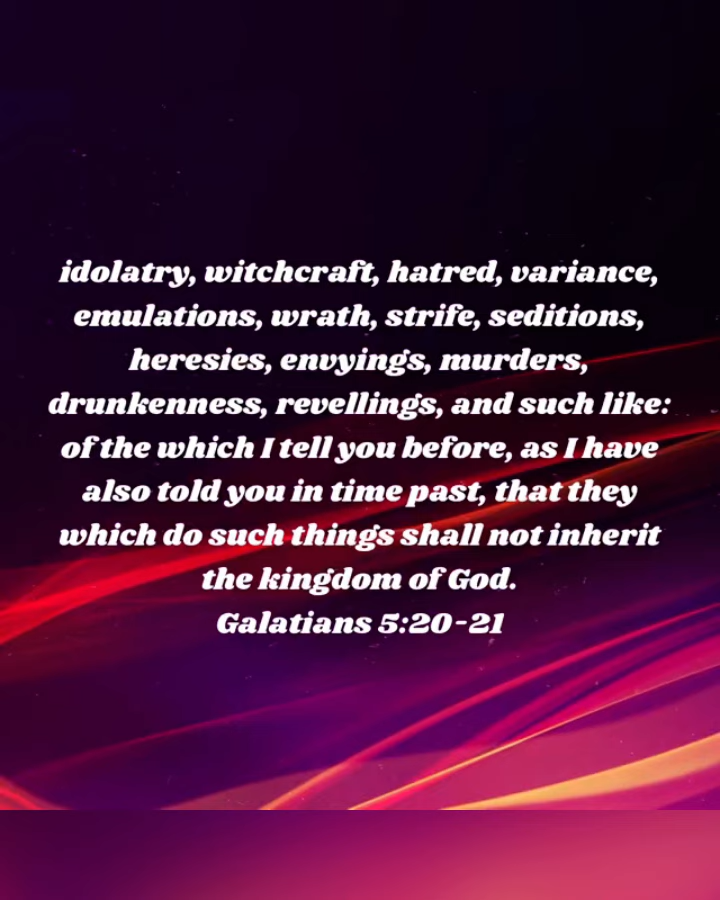 idolatry, witchcraft, hatred, variance,
emulations, wrath, strife, seditions,
heresies, envyings, murders,
drunkenness, revellings, and such like:
of the which I tell you before, as I have
also told you in time past, that they
which do such things shall not inherit
the kingdom of God.
Galatians 5:20-21